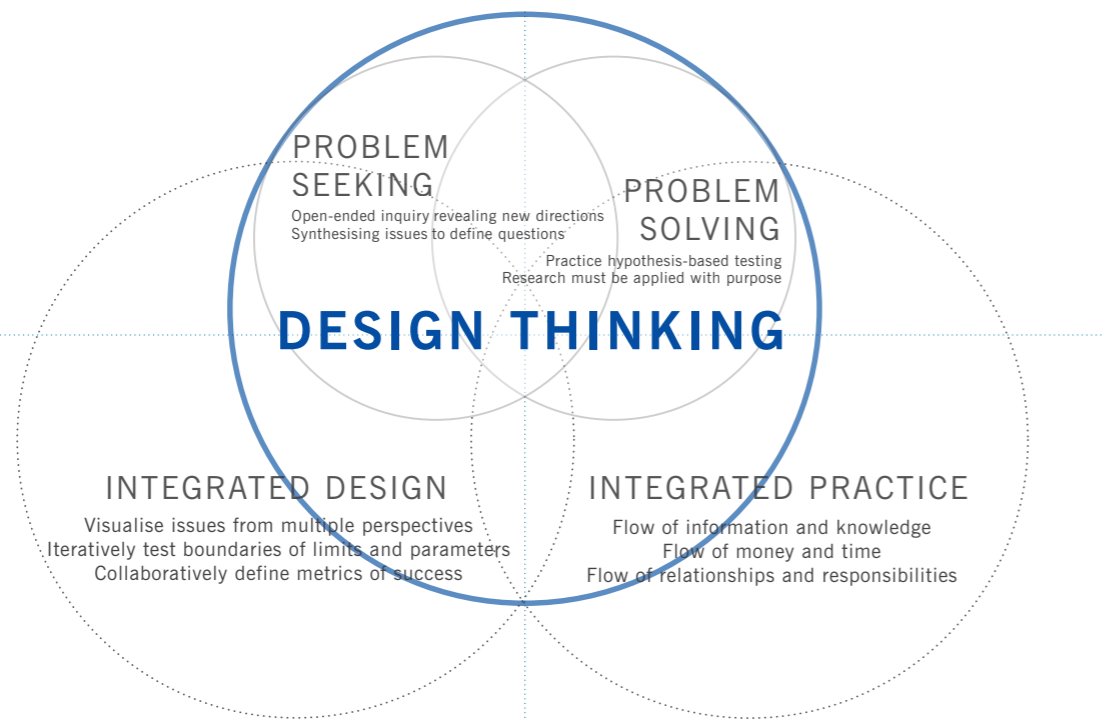 PROBLEM
SEEKING
Open-ended inquiry revealing new directions
Synthesising issues to define questions
PROBLEM
SOLVING
Practice hypothesis-based testing
Research must be applied with purpose
DESIGN THINKING
INTEGRATED DESIGN
Visualise issues from multiple perspectives
Iteratively test boundaries of limits and parameters
Collaboratively define metrics of success
INTEGRATED PRACTICE
Flow of information and knowledge
Flow of money and time
Flow of relationships and responsibilities